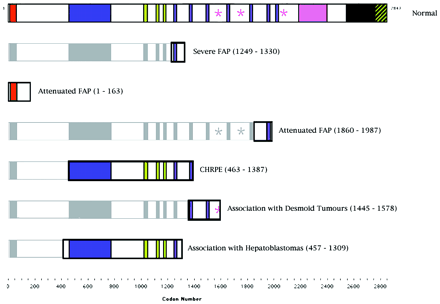 Normal
Severe FAP (1249 - 1330)
Attenuated FAP (1 - 163)
Attenuated FAP (1860 - 1987)
CHRPE (463 - 1387)
Association with Desmoid Tumours (1445 - 1578)
Association with Hepatoblastomas (457 - 1309)
0 200 400 600 800 1000 1200 1400 1600 1800 2000 2200 2400 2600 2800
Codon Number